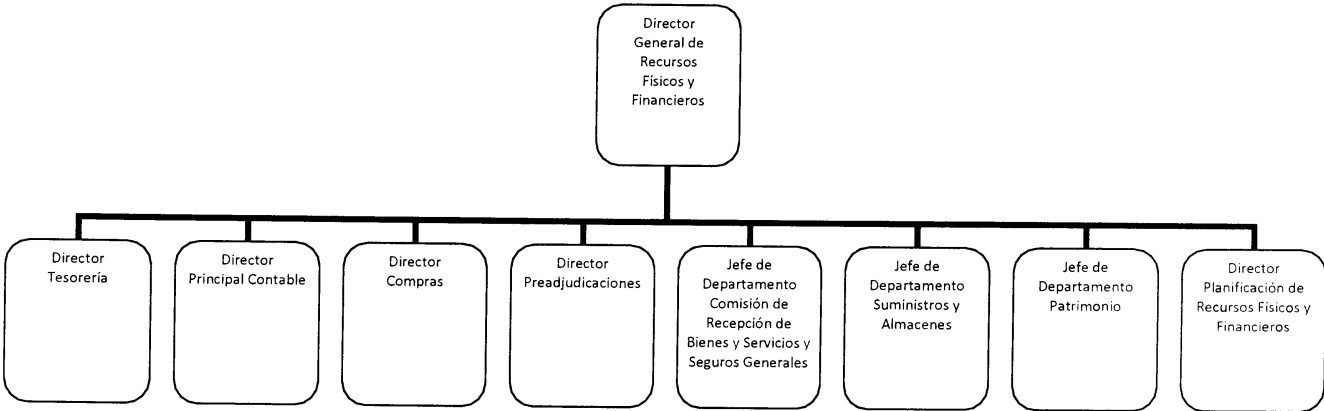 Director
General de
Recursos
Físicos y
Financieros
Director
Tesorería
Director
Principal Contable
Director
Compras
Director
Preadjudicaciones
Jefe de
Departamento
Comisión de
Recepción de
Bienes y Servicios y
Seguros Generales
Jefe de
Departamento
Suministros y
Almacenes
Jefe de
Departamento
Patrimonio
Director
Planificación de
Recursos Físicos y
Financieros